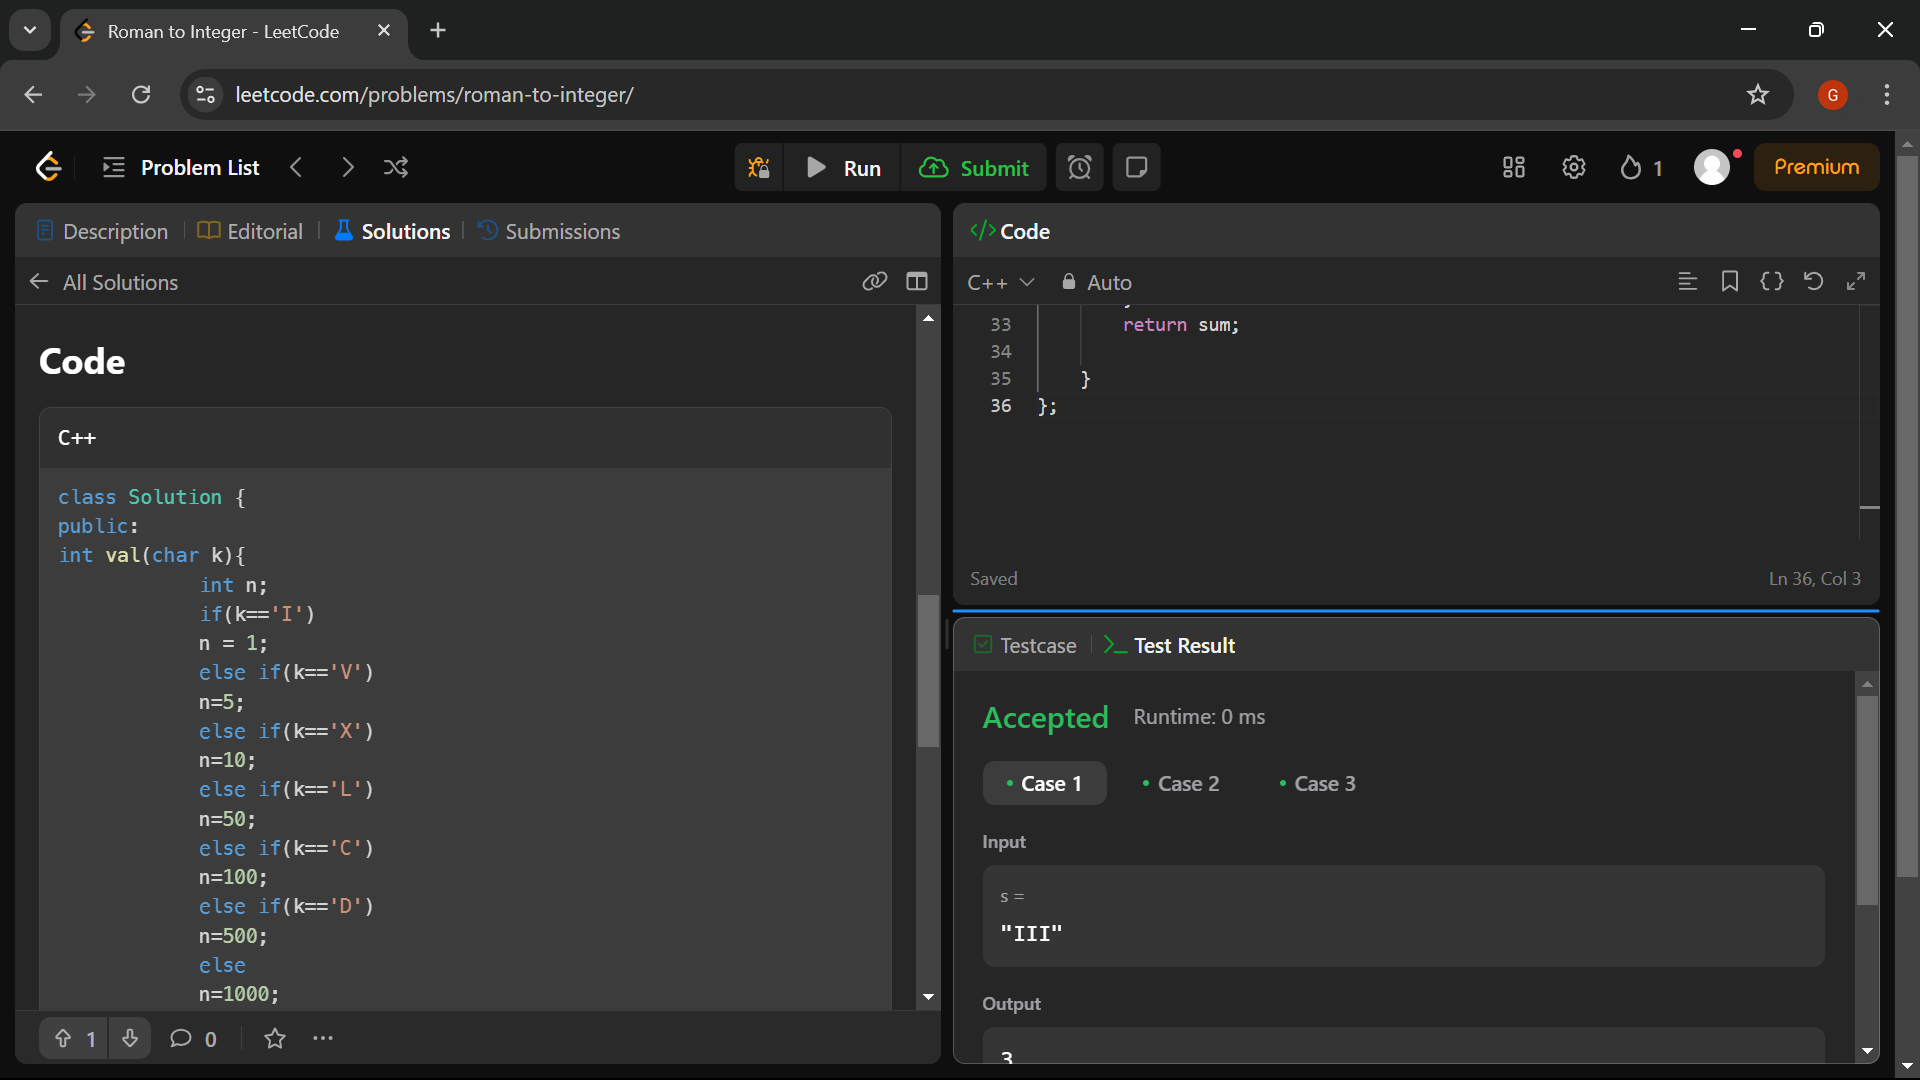 Roman to Integer - LeetCode
leetcode.com/problems/roman-to-integer/
G
Problem List
Run
Submit
1
Premium
Description
Editorial
Solutions
Submissions
All Solutions
Code
C++
class Solution {
public:
int val(char k){
int n;
if(k=='I')
n = 1;
else if(k=='V')
n=5;
else if(k=='X')
n=10;
else if(k=='L')
n=50;
else if(k=='C')
n=100;
else if(k=='D')
n=500;
else
n=1000;
1
0
</> Code
C++
Auto
33 return sum;
34
35 }
36 };
Saved
Ln 36, Col 3
Testcase
Test Result
Accepted
Runtime: 0 ms
Case 1
Case 2
Case 3
Input
s =
"III"
Output
3